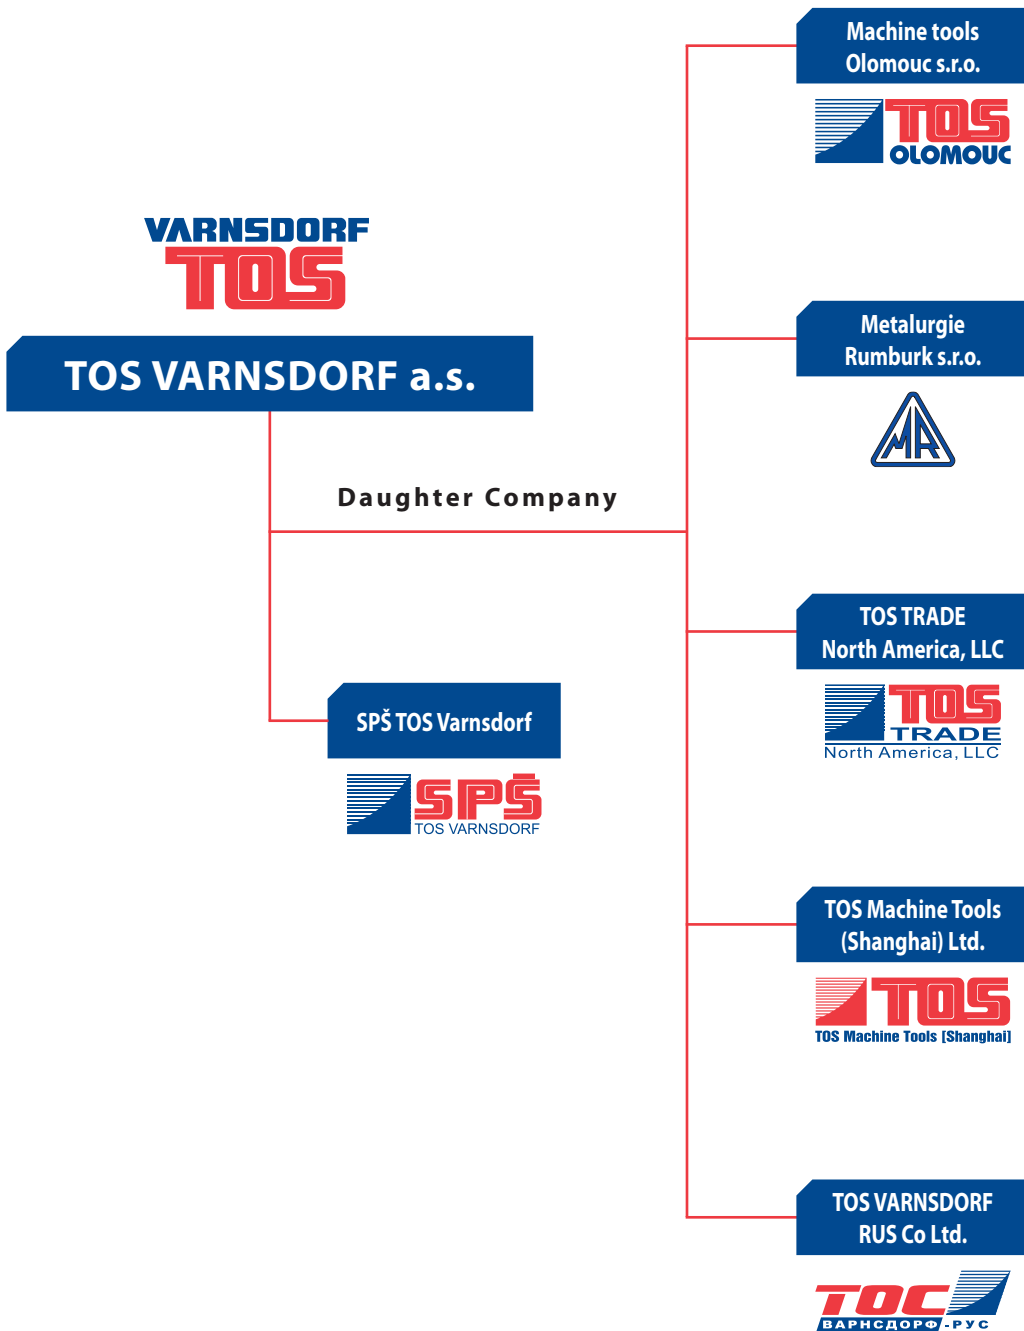 Machine tools
Olomouc s.r.o.
TOS
OLOMOUC
VARNSDORF
TOS
TOS VARNSDORF a.s.
Metalurgie
Rumburk s.r.o.
MR
Daughter Company
TOS TRADE
North America, LLC
TOS
TRADE
North America, LLC
SPŠ TOS Varnsdorf
SPŠ
TOS VARNSDORF
TOS Machine Tools
(Shanghai) Ltd.
TOS
TOS Machine Tools [Shanghai]
TOS VARNSDORF
RUS Co Ltd.
ТОС
ВАРНСДОРФ-РУС